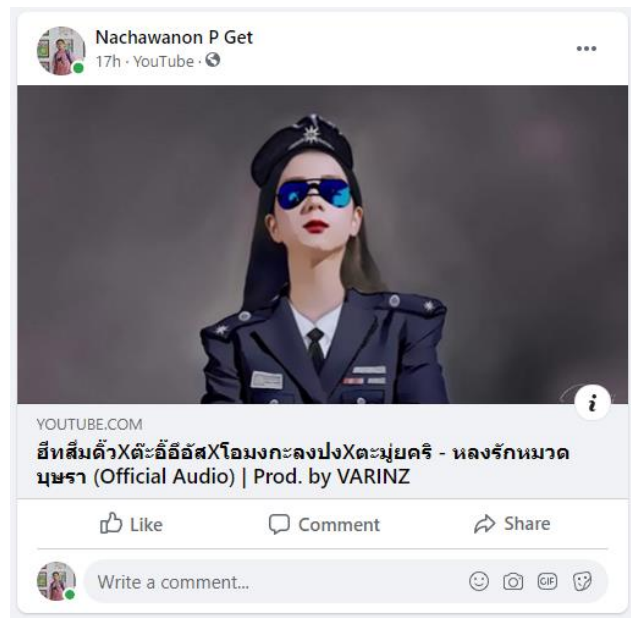 Nachawanon P Get
17h · YouTube ·
YOUTUBE.COM
ฮีทสึ่มดิ้วXต๊ะอิ้อือัสXโอมงกะลงปงXตะมุ่ยคริ - หลงรักหมวด
บุษรา (Official Audio) | Prod. by VARINZ
Like Comment Share
Write a comment... GIF